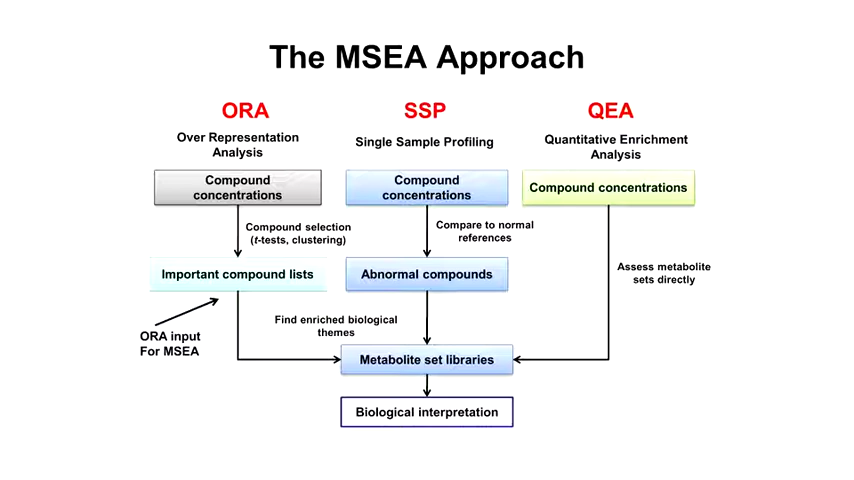 The MSEA Approach
ORA
SSP
QEA
Over Representation
Analysis
Single Sample Profiling
Quantitative Enrichment
Analysis
Compound
concentrations
Compound
concentrations
Compound concentrations
Compound selection
(t-tests, clustering)
Compare to normal
references
Assess metabolite
sets directly
Important compound lists
Abnormal compounds
ORA input
For MSEA
Find enriched biological
themes
Metabolite set libraries
Biological interpretation